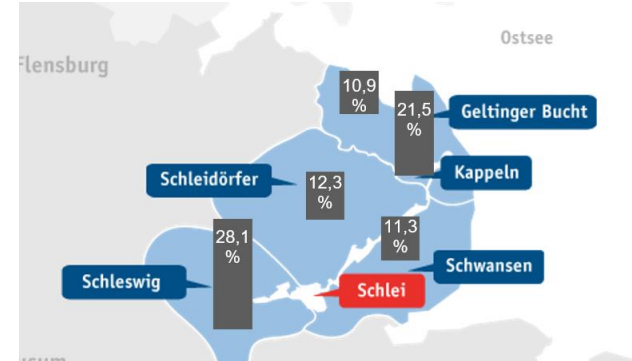 Ostsee
Flensburg
10,9
%
21,5
%
Geltinger Bucht
Kappeln
Schleidörfer
12,3
%
11,3
%
28,1
%
Schwansen
Schleswig
Schlei